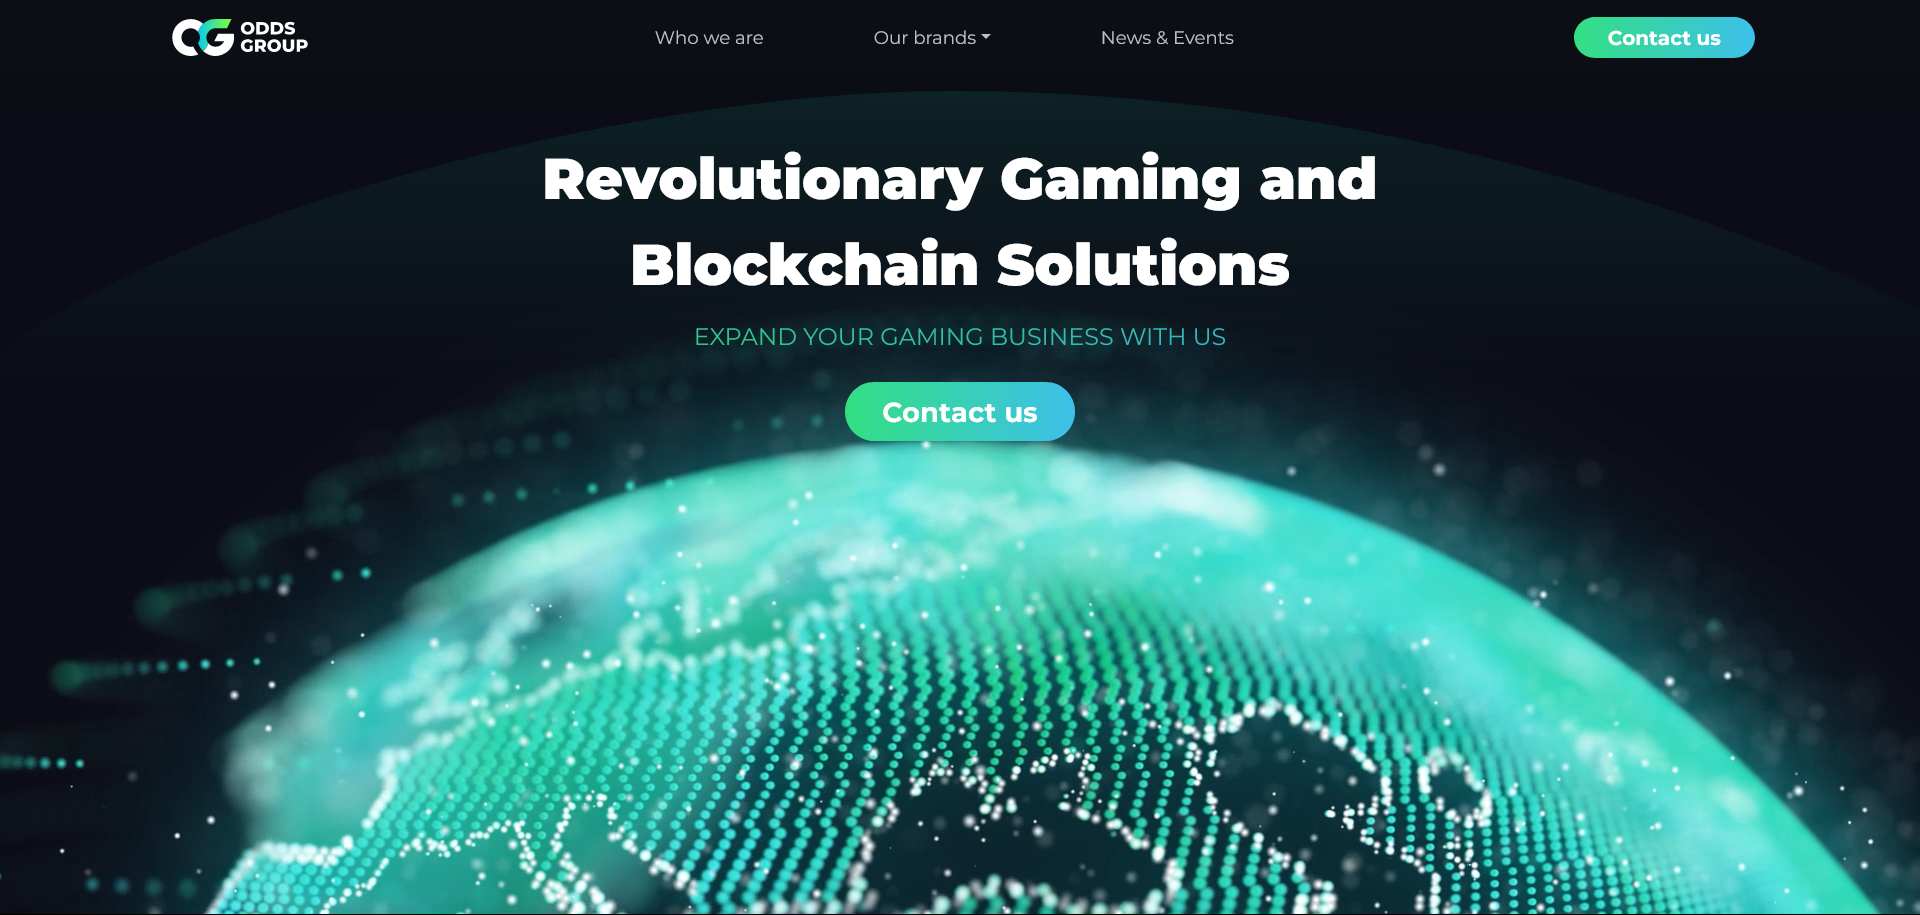 ODDS
GROUP
Who we are
Our brands
News & Events
Contact us
Revolutionary Gaming and
Blockchain Solutions
EXPAND YOUR GAMING BUSINESS WITH US
Contact us